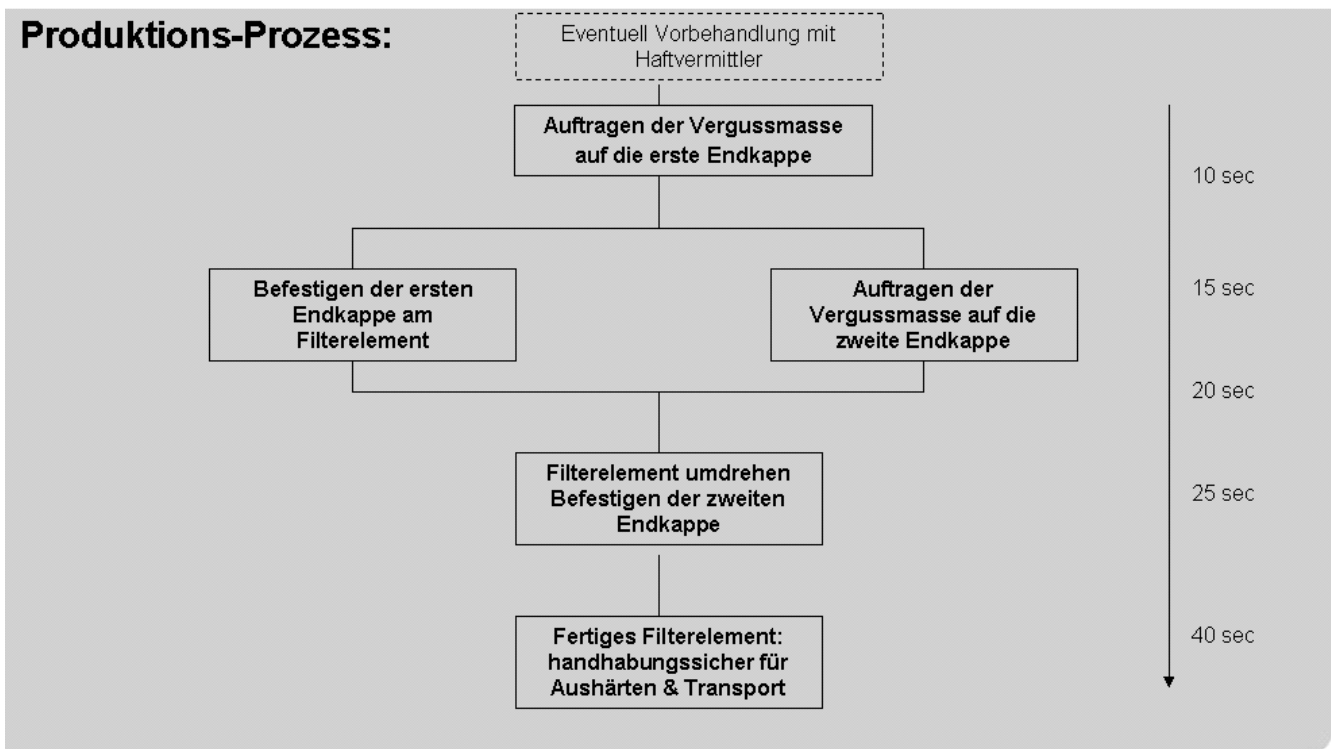 Produktions-Prozess:
Eventuell Vorbehandlung mit
Haftvermittler
Auftragen der Vergussmasse
auf die erste Endkappe
10 sec
Befestigen der ersten
Endkappe am
Filterelement
Auftragen der
Vergussmasse auf die
zweite Endkappe
15 sec
20 sec
Filterelement umdrehen
Befestigen der zweiten
Endkappe
25 sec
Fertiges Filterelement:
handhabungssicher für
Aushärten & Transport
40 sec